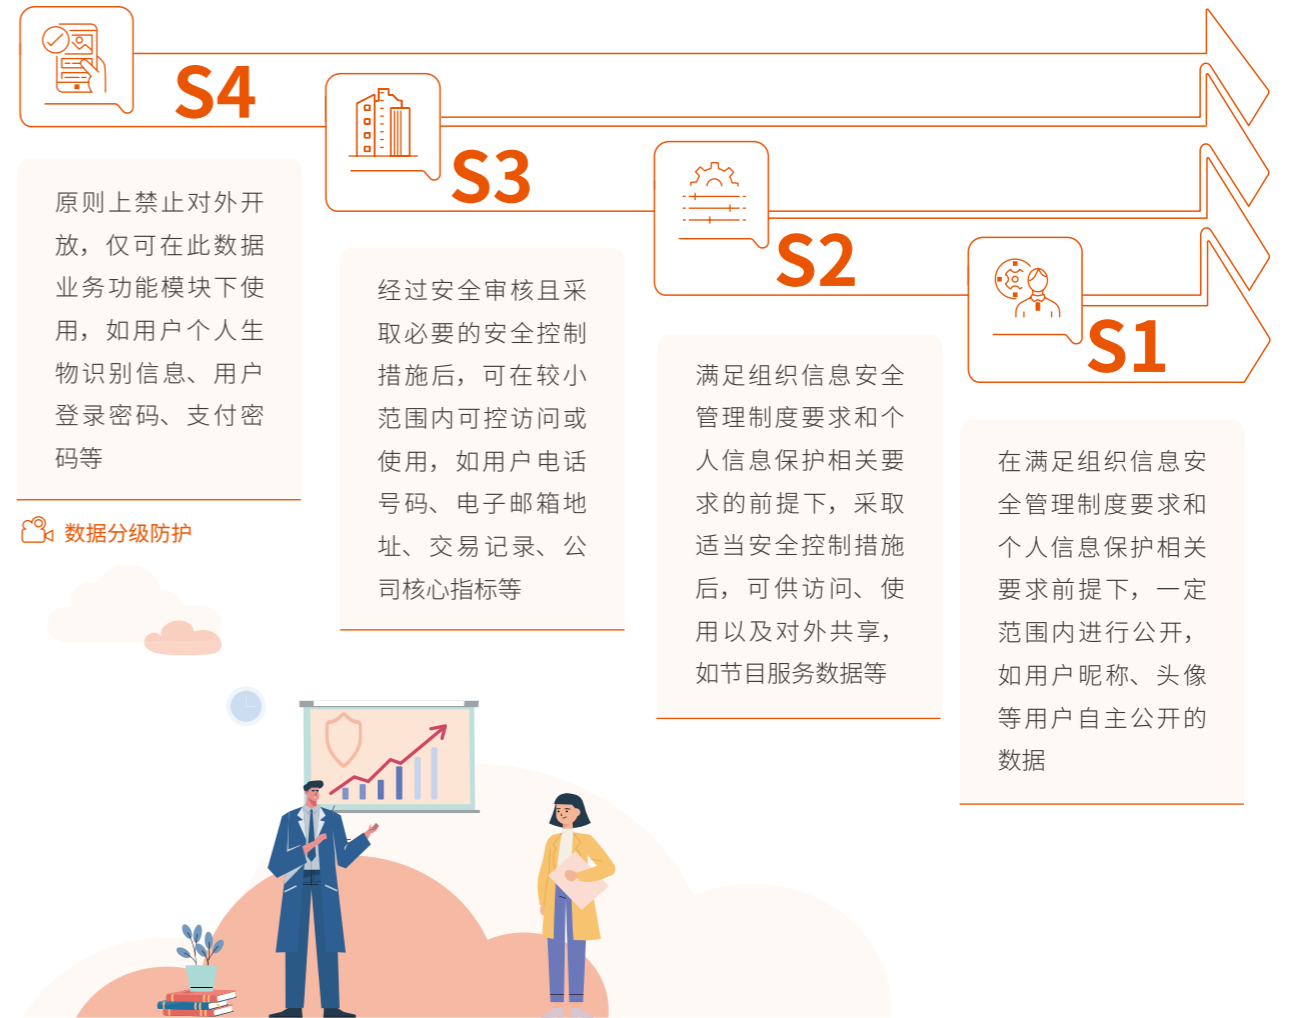 S4
原则上禁止对外开
放，仅可在此数据
业务功能模块下使
用，如用户个人生
物识别信息、用户
登录密码、支付密
码等
数据分级防护
S3
经过安全审核且采
取必要的安全控制
措施后，可在较小
范围内可控访问或
使用，如用户电话
号码、电子邮箱地
址、交易记录、公
司核心指标等
S2
满足组织信息安全
管理制度要求和个
人信息保护相关要
求的前提下，采取
适当安全控制措施
后，可供访问、使
用以及对外共享，
如节目服务数据等
S1
在满足组织信息安
全管理制度要求和
个人信息保护相关
要求前提下，一定
范围内进行公开，
如用户昵称、头像
等用户自主公开的
数据